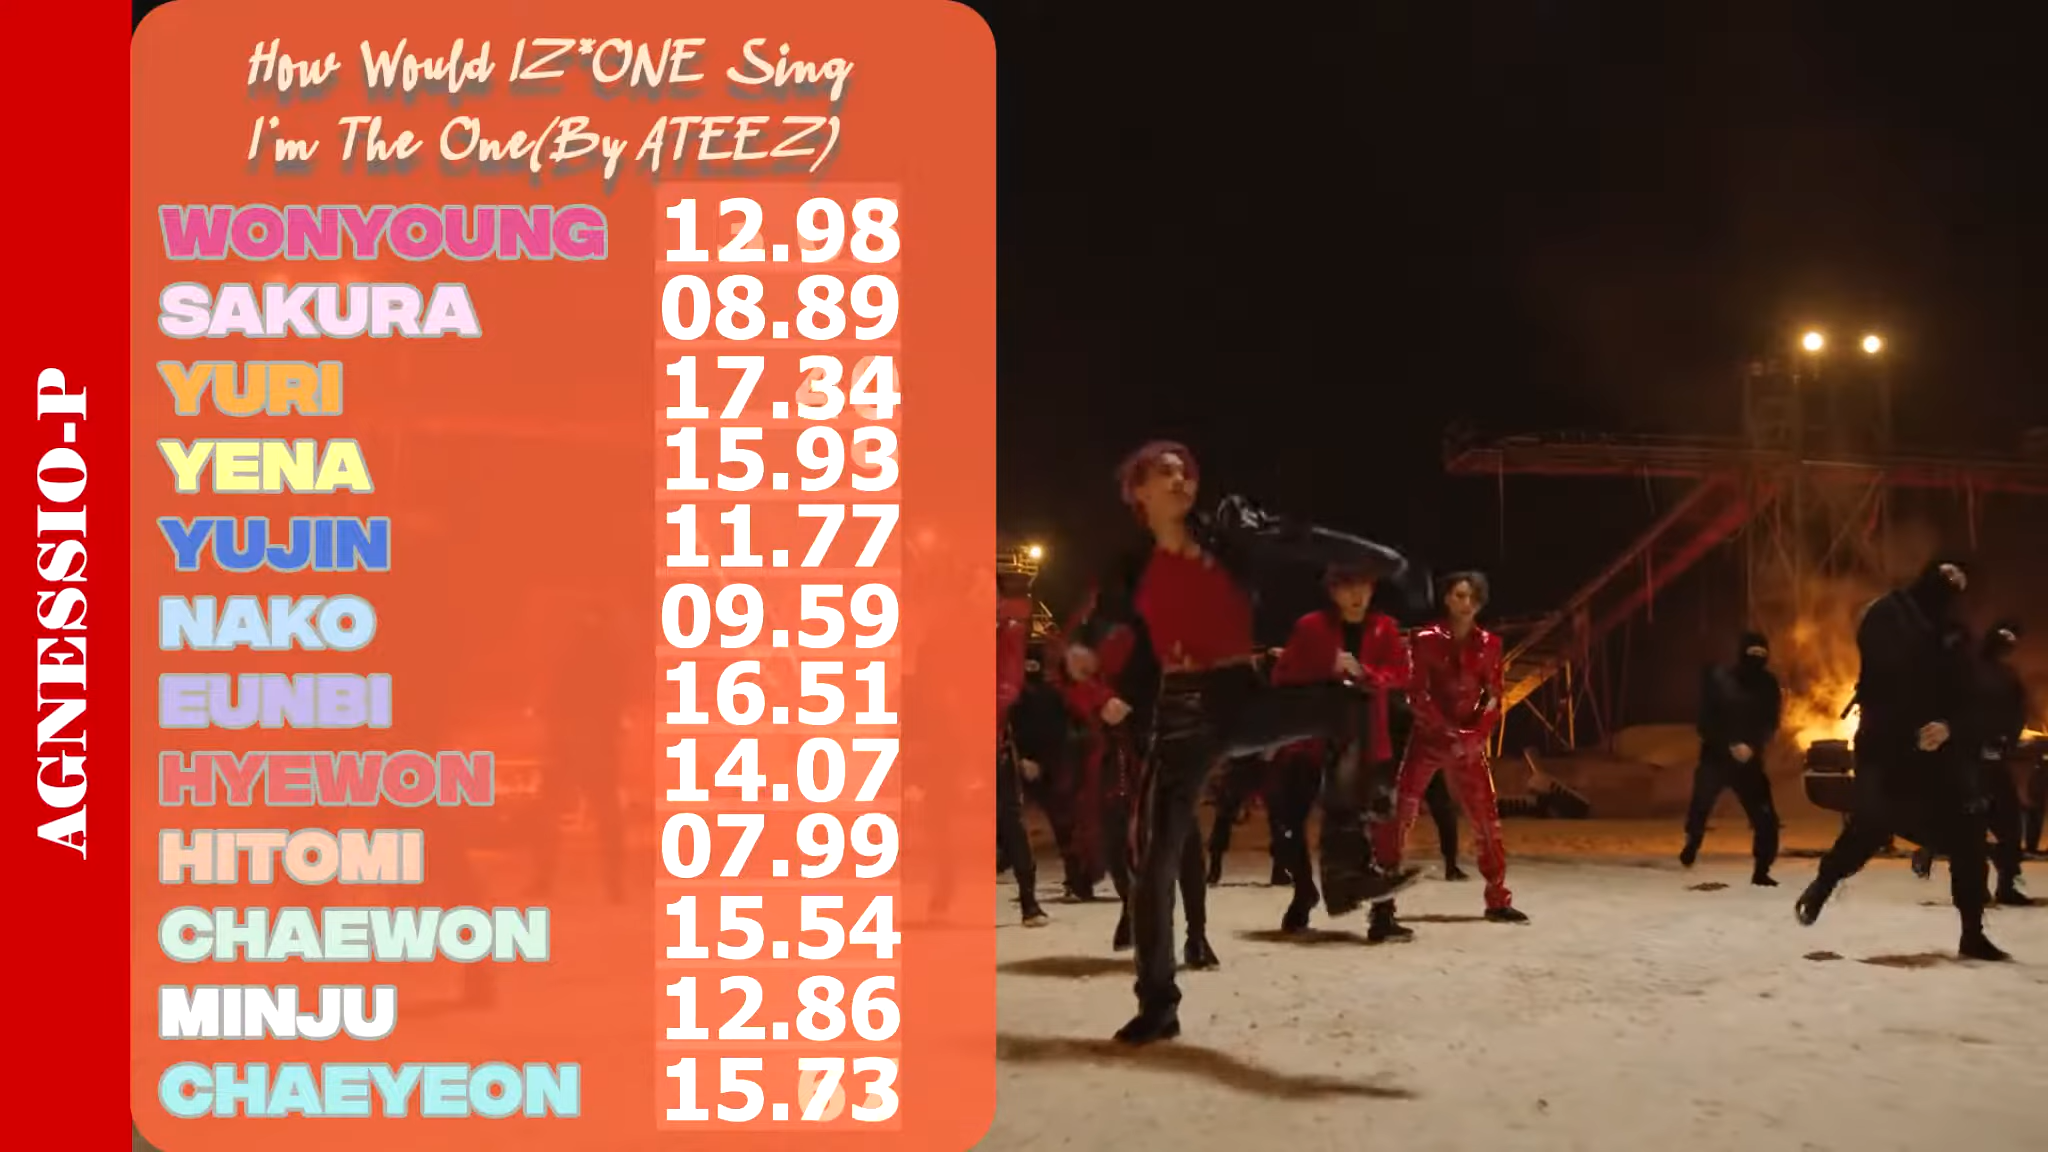 AGNESSIO-P
How Would IZ*ONE Sing
I'm The One(By ATEEZ)
WONYOUNG 12.98
SAKURA 08.89
YURI 17.34
YENA 15.93
YUJIN 11.77
NAKO 09.59
EUNBI 16.51
HYEWON 14.07
HITOMI 07.99
CHAEWON 15.54
MINJU 12.86
CHAEYEON 15.73